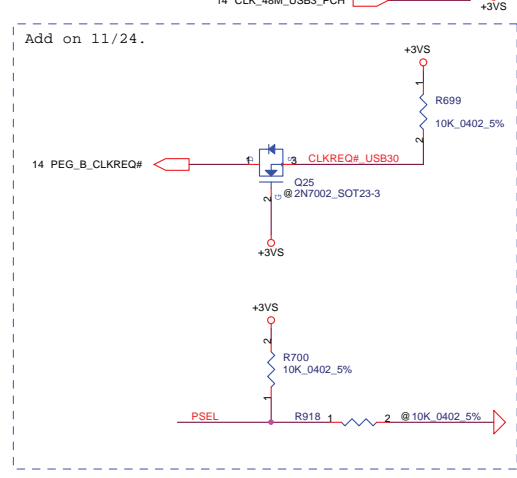 14 CLK_48M_USB3_PCH
+3VS
Add on 11/24.
+3VS
1
R699
10K_0402_5%
2
14 PEG_B_CLKREQ#
1
D
S
3
CLKREQ#_USB30
Q25
2
G
@2N7002_SOT23-3
+3VS
+3VS
2
R700
10K_0402_5%
1
PSEL
R918
1
2
@10K_0402_5%